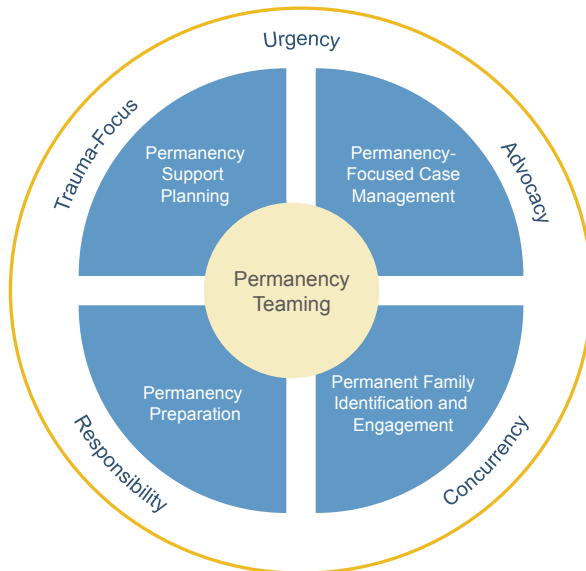 Urgency
Trauma-Focus
Advocacy
Permanency
Support
Planning
Permanency-
Focused Case
Management
Permanency
Teaming
Permanency
Preparation
Permanent Family
Identification and
Engagement
Responsibility
Concurrency